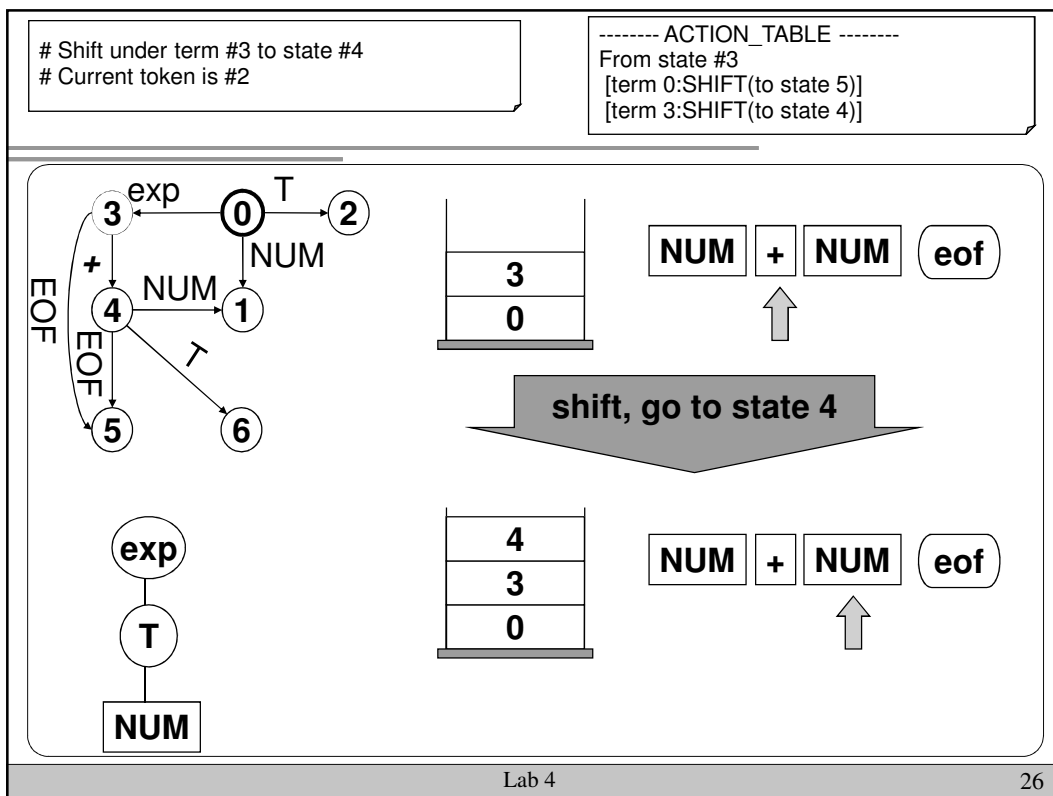 # Shift under term #3 to state #4
# Current token is #2
-------- ACTION_TABLE --------
From state #3
[term 0:SHIFT(to state 5)]
[term 3:SHIFT(to state 4)]
exp T
3 0 2
+ NUM
EOF NUM
4 1
EOF T
5 6
3
0
NUM + NUM eof
shift, go to state 4
exp
T
NUM
4
3
0
NUM + NUM eof
Lab 4 26